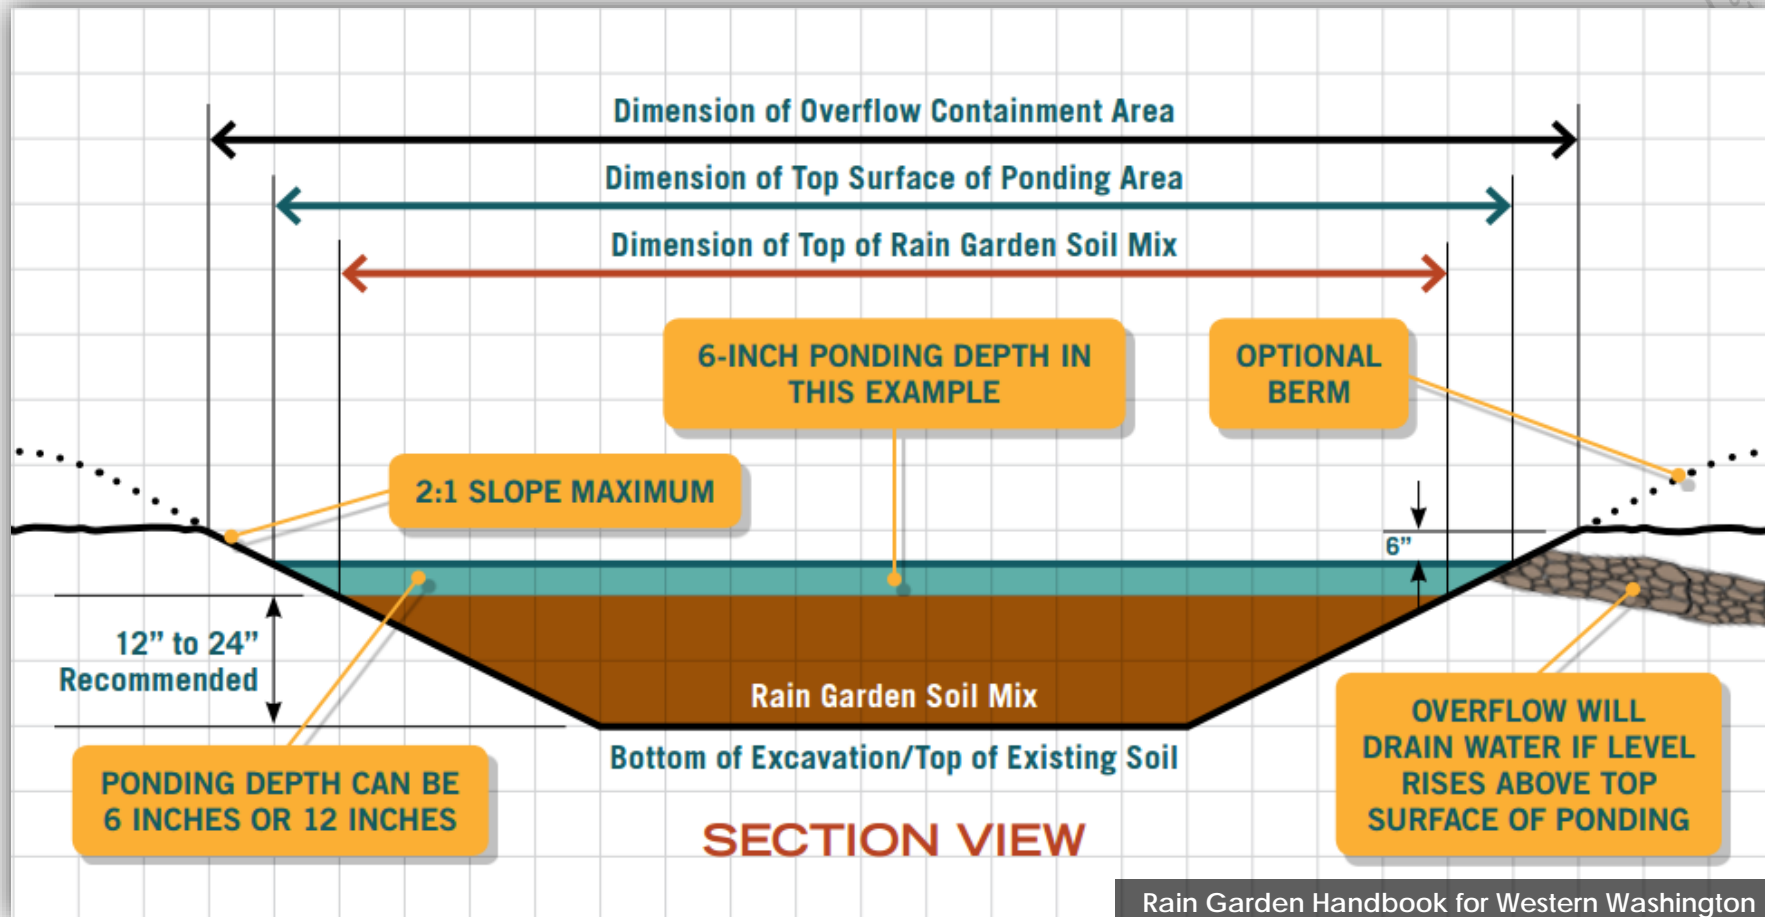 Dimension of Overflow Containment Area
Dimension of Top Surface of Ponding Area
Dimension of Top of Rain Garden Soil Mix
6-INCH PONDING DEPTH IN
THIS EXAMPLE
OPTIONAL
BERM
2:1 SLOPE MAXIMUM
6”
12” to 24”
Recommended
Rain Garden Soil Mix
Bottom of Excavation/Top of Existing Soil
PONDING DEPTH CAN BE
6 INCHES OR 12 INCHES
OVERFLOW WILL
DRAIN WATER IF LEVEL
RISES ABOVE TOP
SURFACE OF PONDING
SECTION VIEW
Rain Garden Handbook for Western Washington